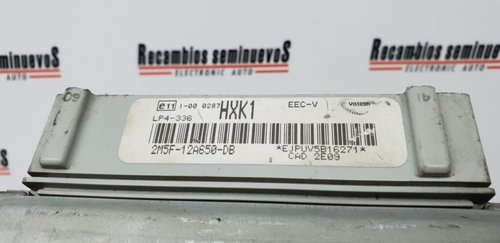 Recambios seminuevoS
ELECTRONIC AUTO
Recambios seminuevoS
ELECTRONIC AUTO
e11 I-00 0287 HXK1 EEC-V VISTEON
LP4-336
2M5F-12A650-DB *EJPUV5B16271*
CAD 2E09